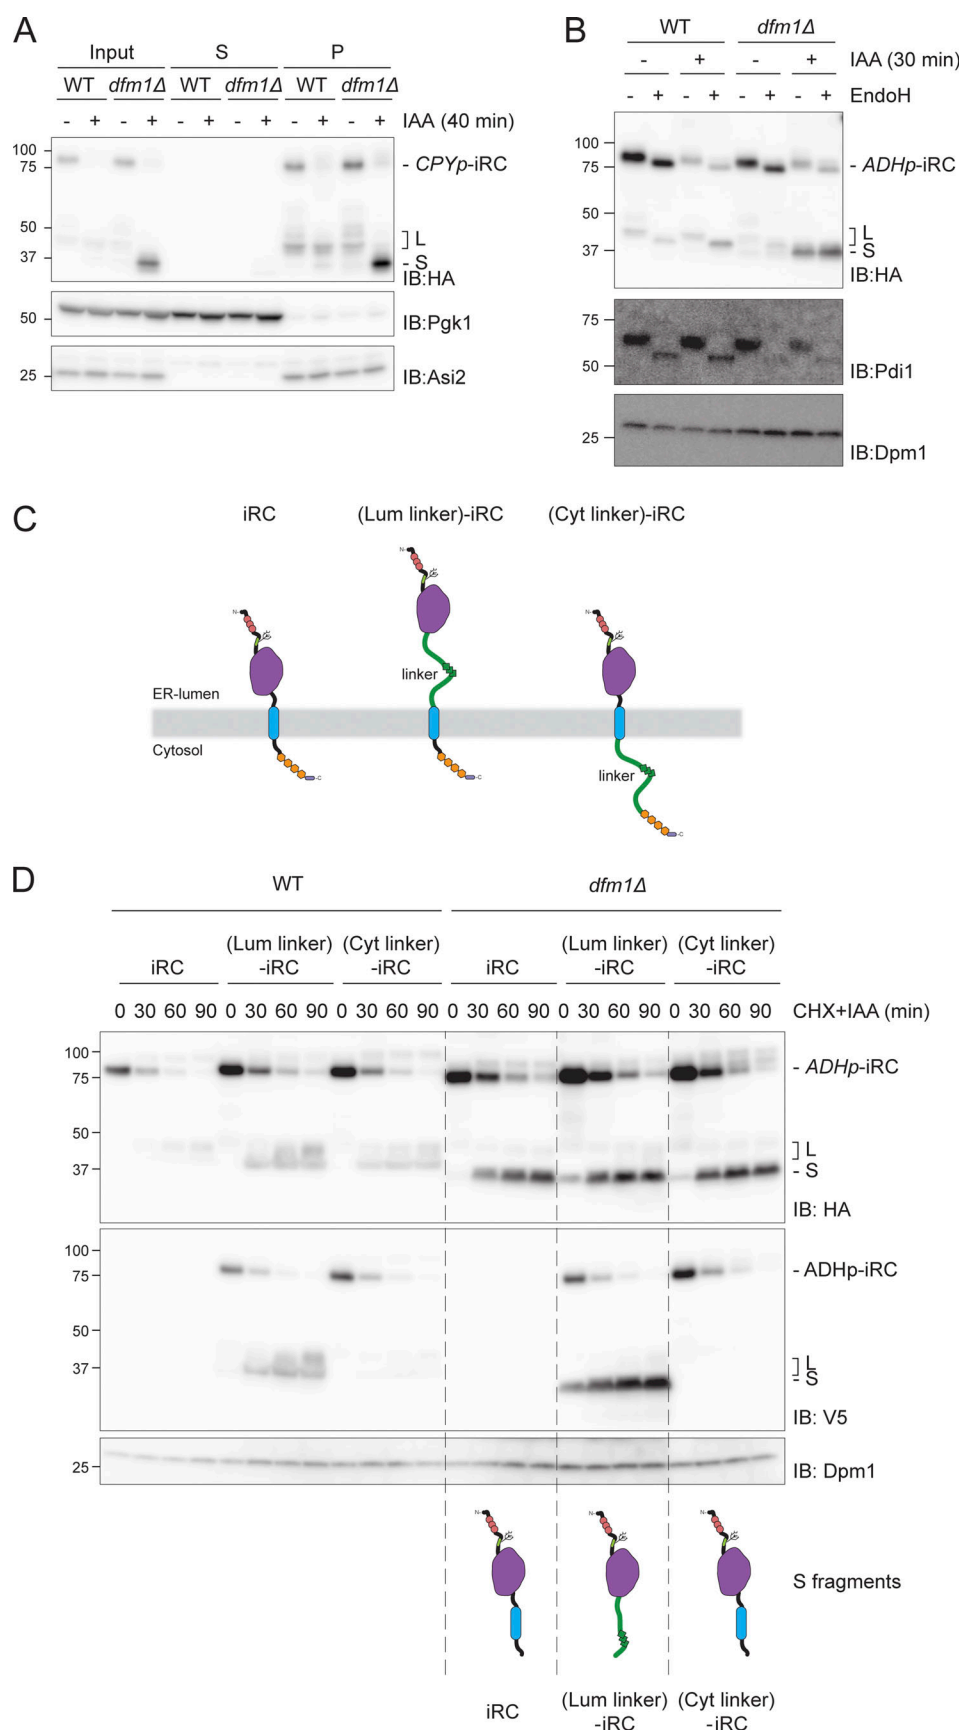 A
Input S P
WT dfm1Δ WT dfm1Δ WT dfm1Δ
- + - + - + - + - + - + IAA (40 min)
100
75 - CPYp-iRC
50
L
37 - S
IB:HA
50 IB:Pgk1
25 IB:Asi2
B
WT dfm1Δ
- + - + IAA (30 min)
- + - + - + - + EndoH
100
75 - ADHp-iRC
50
L
37 - S
IB:HA
75
50 IB:Pdi1
25 IB:Dpm1
C
iRC (Lum linker)-iRC (Cyt linker)-iRC
N- N- N-
linker
ER-lumen
Cytosol
linker
-C -C -C
D
WT dfm1Δ
iRC (Lum linker)-iRC (Cyt linker)-iRC iRC (Lum linker)-iRC (Cyt linker)-iRC
0 30 60 90 0 30 60 90 0 30 60 90 0 30 60 90 0 30 60 90 0 30 60 90 CHX+IAA (min)
100
75 - ADHp-iRC
50
L
37 - S
IB: HA
100
75 - ADHp-iRC
50
37 L
- S
IB: V5
25 IB: Dpm1
N- N- N-
S fragments
iRC (Lum linker)-iRC (Cyt linker)-iRC